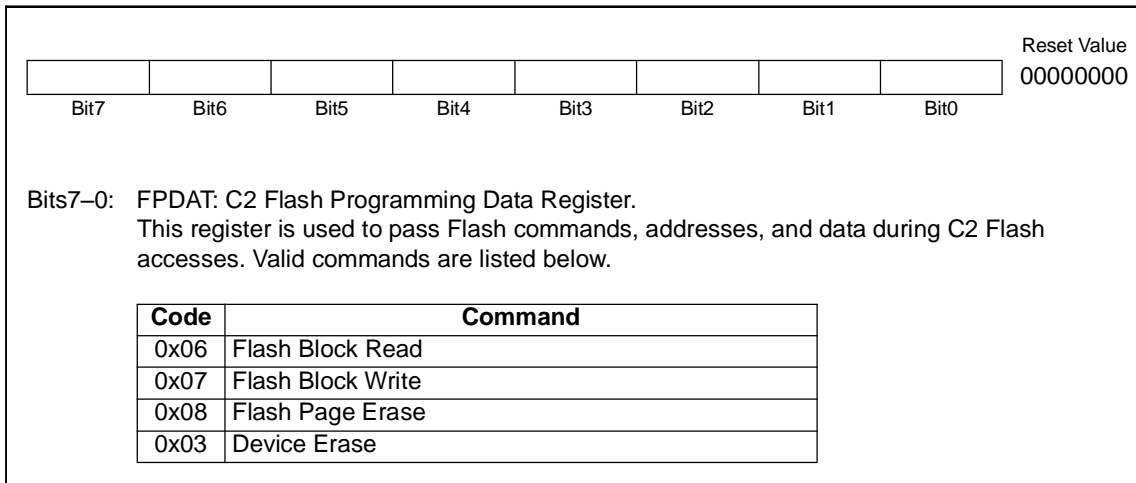 Reset Value
00000000
Bit7 Bit6 Bit5 Bit4 Bit3 Bit2 Bit1 Bit0
Bits7–0: FPDAT: C2 Flash Programming Data Register.
This register is used to pass Flash commands, addresses, and data during C2 Flash
accesses. Valid commands are listed below.
Code Command
0x06 Flash Block Read
0x07 Flash Block Write
0x08 Flash Page Erase
0x03 Device Erase